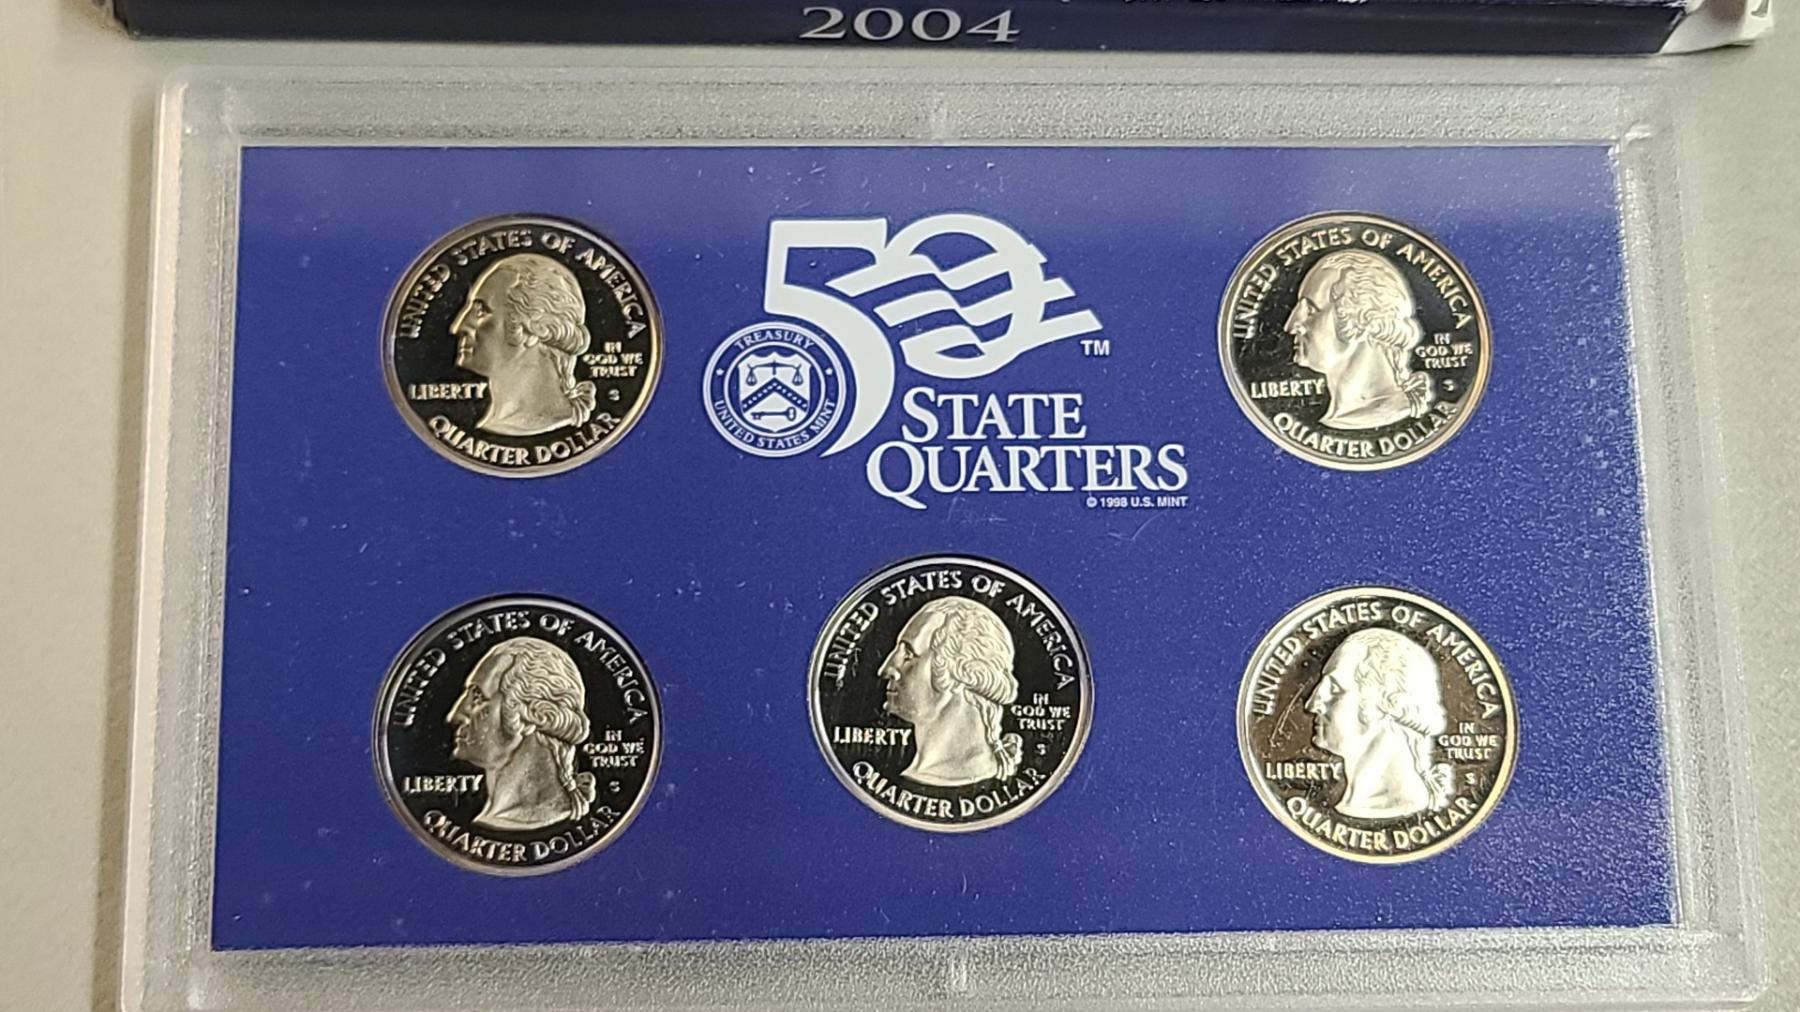 2004
UNITED STATES OF AMERICA
IN
GOD WE
TRUST
LIBERTY
S
QUARTER DOLLAR
50
TM
TREASURY
UNITED STATES MINT
STATE
QUARTERS
© 1998 U.S. MINT
UNITED STATES OF AMERICA
IN
GOD WE
TRUST
LIBERTY
S
QUARTER DOLLAR
UNITED STATES OF AMERICA
IN
GOD WE
TRUST
LIBERTY
S
QUARTER DOLLAR
UNITED STATES OF AMERICA
IN
GOD WE
TRUST
LIBERTY
S
QUARTER DOLLAR
UNITED STATES OF AMERICA
IN
GOD WE
TRUST
LIBERTY
S
QUARTER DOLLAR